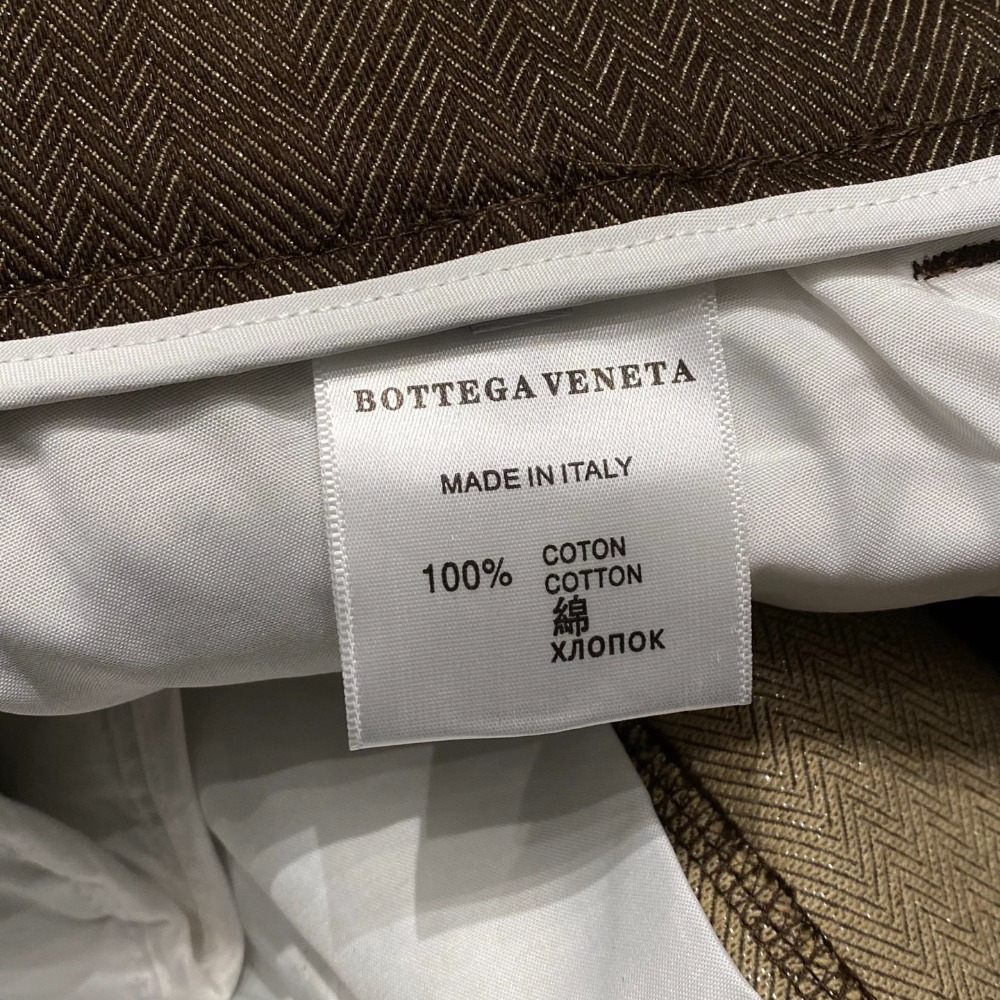 BOTTEGA VENETA
MADE IN ITALY
100% COTON
COTTON
綿
ХЛОПОК